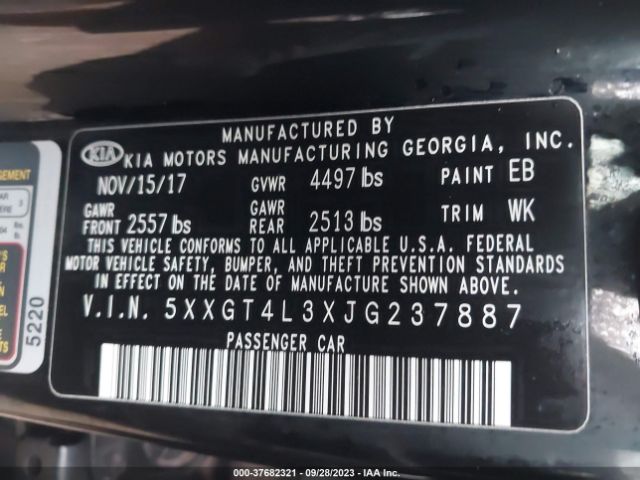 MANUFACTURED BY
KIA KIA MOTORS MANUFACTURING GEORGIA, INC.
NOV/15/17 GVWR 4497 lbs PAINT EB
GAWR FRONT 2557 lbs GAWR REAR 2513 lbs TRIM WK
THIS VEHICLE CONFORMS TO ALL APPLICABLE U.S.A. FEDERAL
MOTOR VEHICLE SAFETY, BUMPER, AND THEFT PREVENTION STANDARDS
IN EFFECT ON THE DATE OF MANUFACTURE SHOWN ABOVE.
V.I.N. 5XXGT4L3XJG237887
PASSENGER CAR
5220
000-37682321 | 09/28/2023 | IAA Inc.